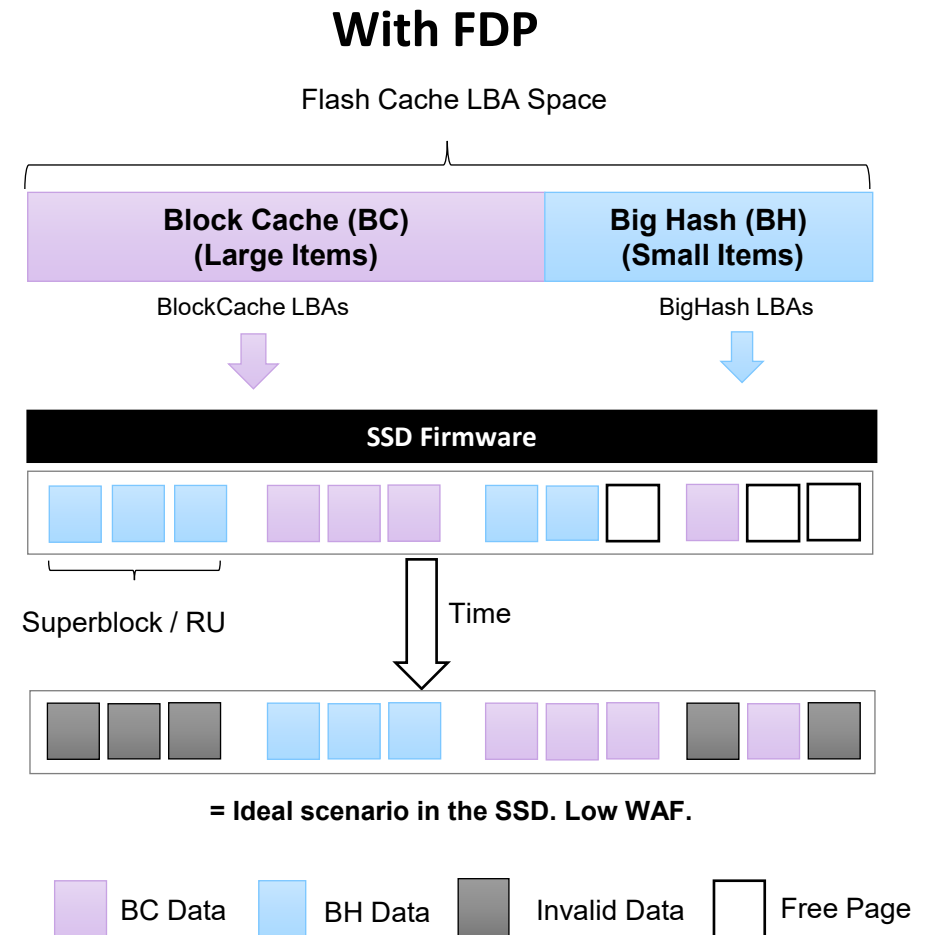 With FDP
Flash Cache LBA Space
Block Cache (BC)
(Large Items)
Big Hash (BH)
(Small Items)
BlockCache LBAs
BigHash LBAs
SSD Firmware
Superblock / RU
Time
= Ideal scenario in the SSD. Low WAF.
BC Data
BH Data
Invalid Data
Free Page